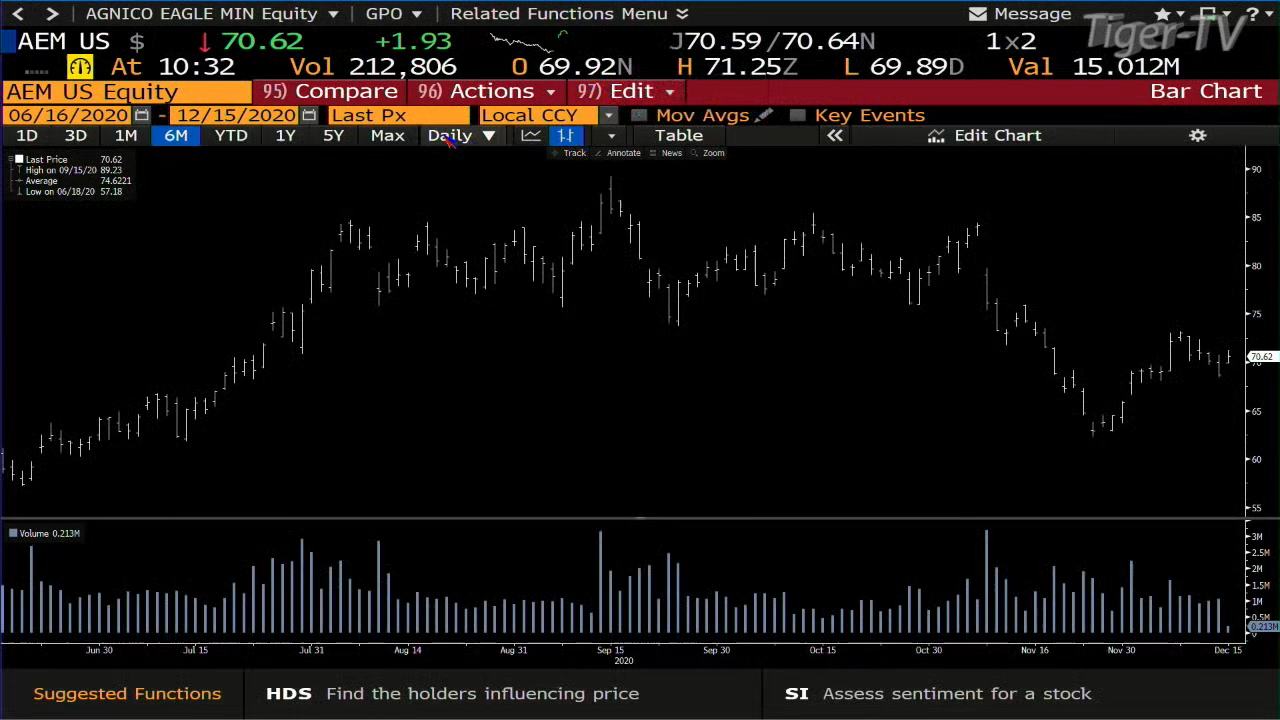 AGNICO EAGLE MIN Equity GPO Related Functions Menu Message ?
AEM US $ 70.62 +1.93 J70.59/70.64N 1x2 Tiger-TV
At 10:32 Vol 212,806 O 69.92N H 71.25Z L 69.89D Val 15.012M
AEM US Equity 95) Compare 96) Actions 97) Edit Bar Chart
06/16/2020 - 12/15/2020 Last Px Local CCY Mov Avgs Key Events
1D 3D 1M 6M YTD 1Y 5Y Max Daily Table Edit Chart
Track Annotate News Zoom
Last Price 70.62
High on 09/15/20 89.23
Average 74.6221
Low on 06/18/20 57.18
90
85
80
75
70.62
70
65
60
55
Volume 0.213M
3M
2.5M
2M
1.5M
1M
0.5M
0.213M
0
Jun 30 Jul 15 Jul 31 Aug 14 Aug 31 Sep 15 Sep 30 Oct 15 Oct 30 Nov 16 Nov 30 Dec 15
2020
Suggested Functions HDS Find the holders influencing price SI Assess sentiment for a stock